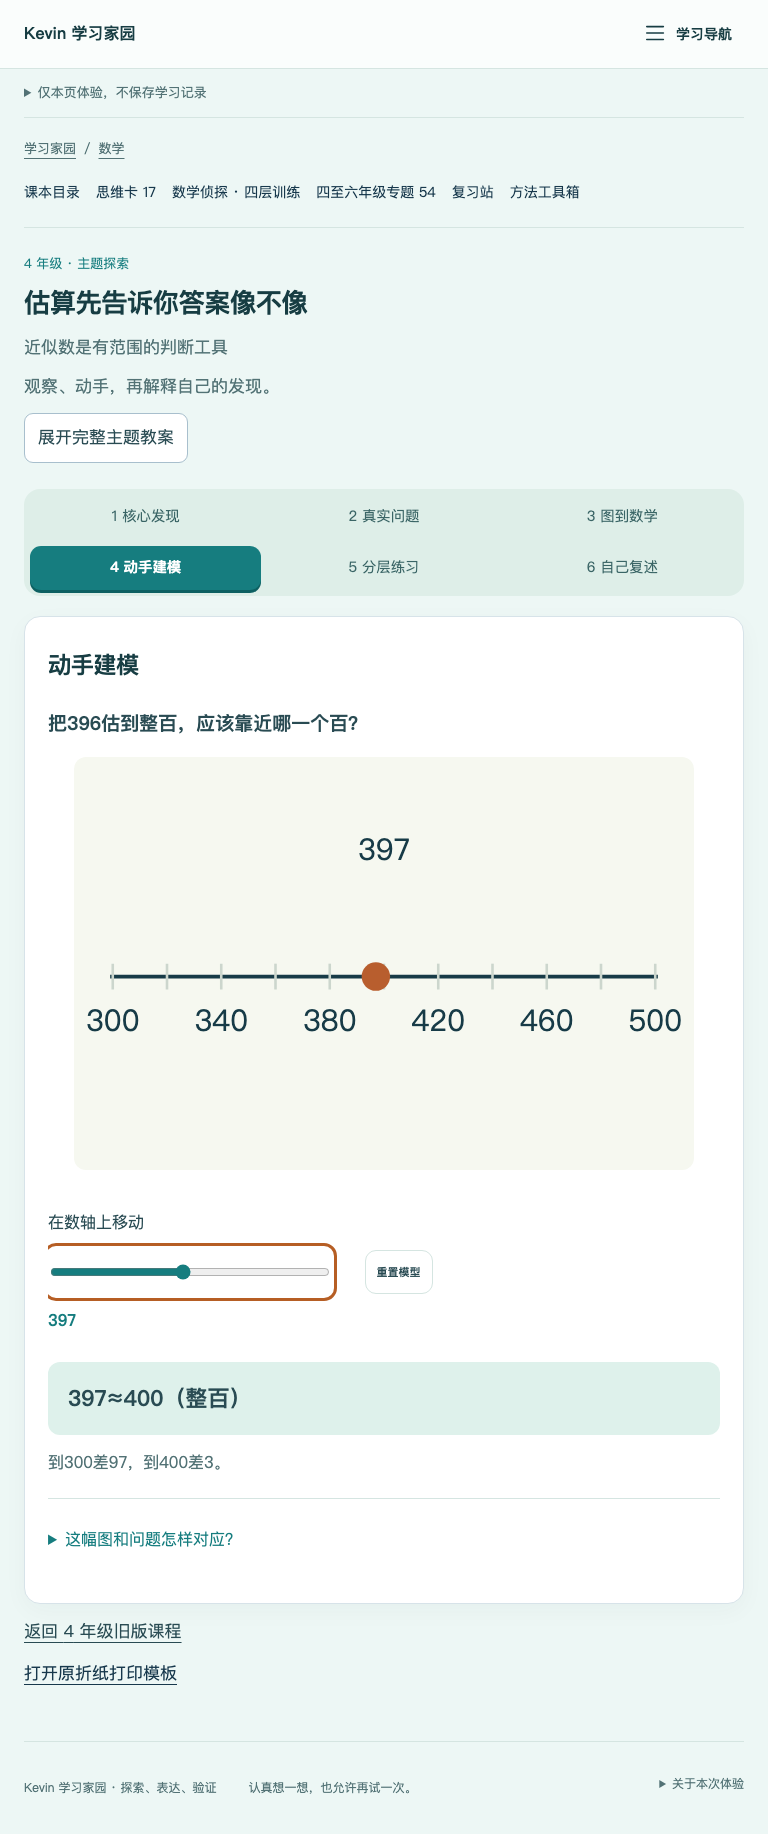 Kevin 学习家园
学习导航
仅本页体验，不保存学习记录
学习家园 / 数学
课本目录 思维卡 17 数学侦探 · 四层训练 四至六年级专题 54 复习站 方法工具箱
4 年级 · 主题探索
估算先告诉你答案像不像
近似数是有范围的判断工具
观察、动手，再解释自己的发现。
展开完整主题教案
1 核心发现 2 真实问题 3 图到数学
4 动手建模 5 分层练习 6 自己复述
动手建模
把396估到整百，应该靠近哪一个百？
397
300 340 380 420 460 500
在数轴上移动
重置模型
397
397≈400（整百）
到300差97，到400差3。
这幅图和问题怎样对应？
返回 4 年级旧版课程
打开原折纸打印模板
Kevin 学习家园 · 探索、表达、验证 认真想一想，也允许再试一次。
关于本次体验